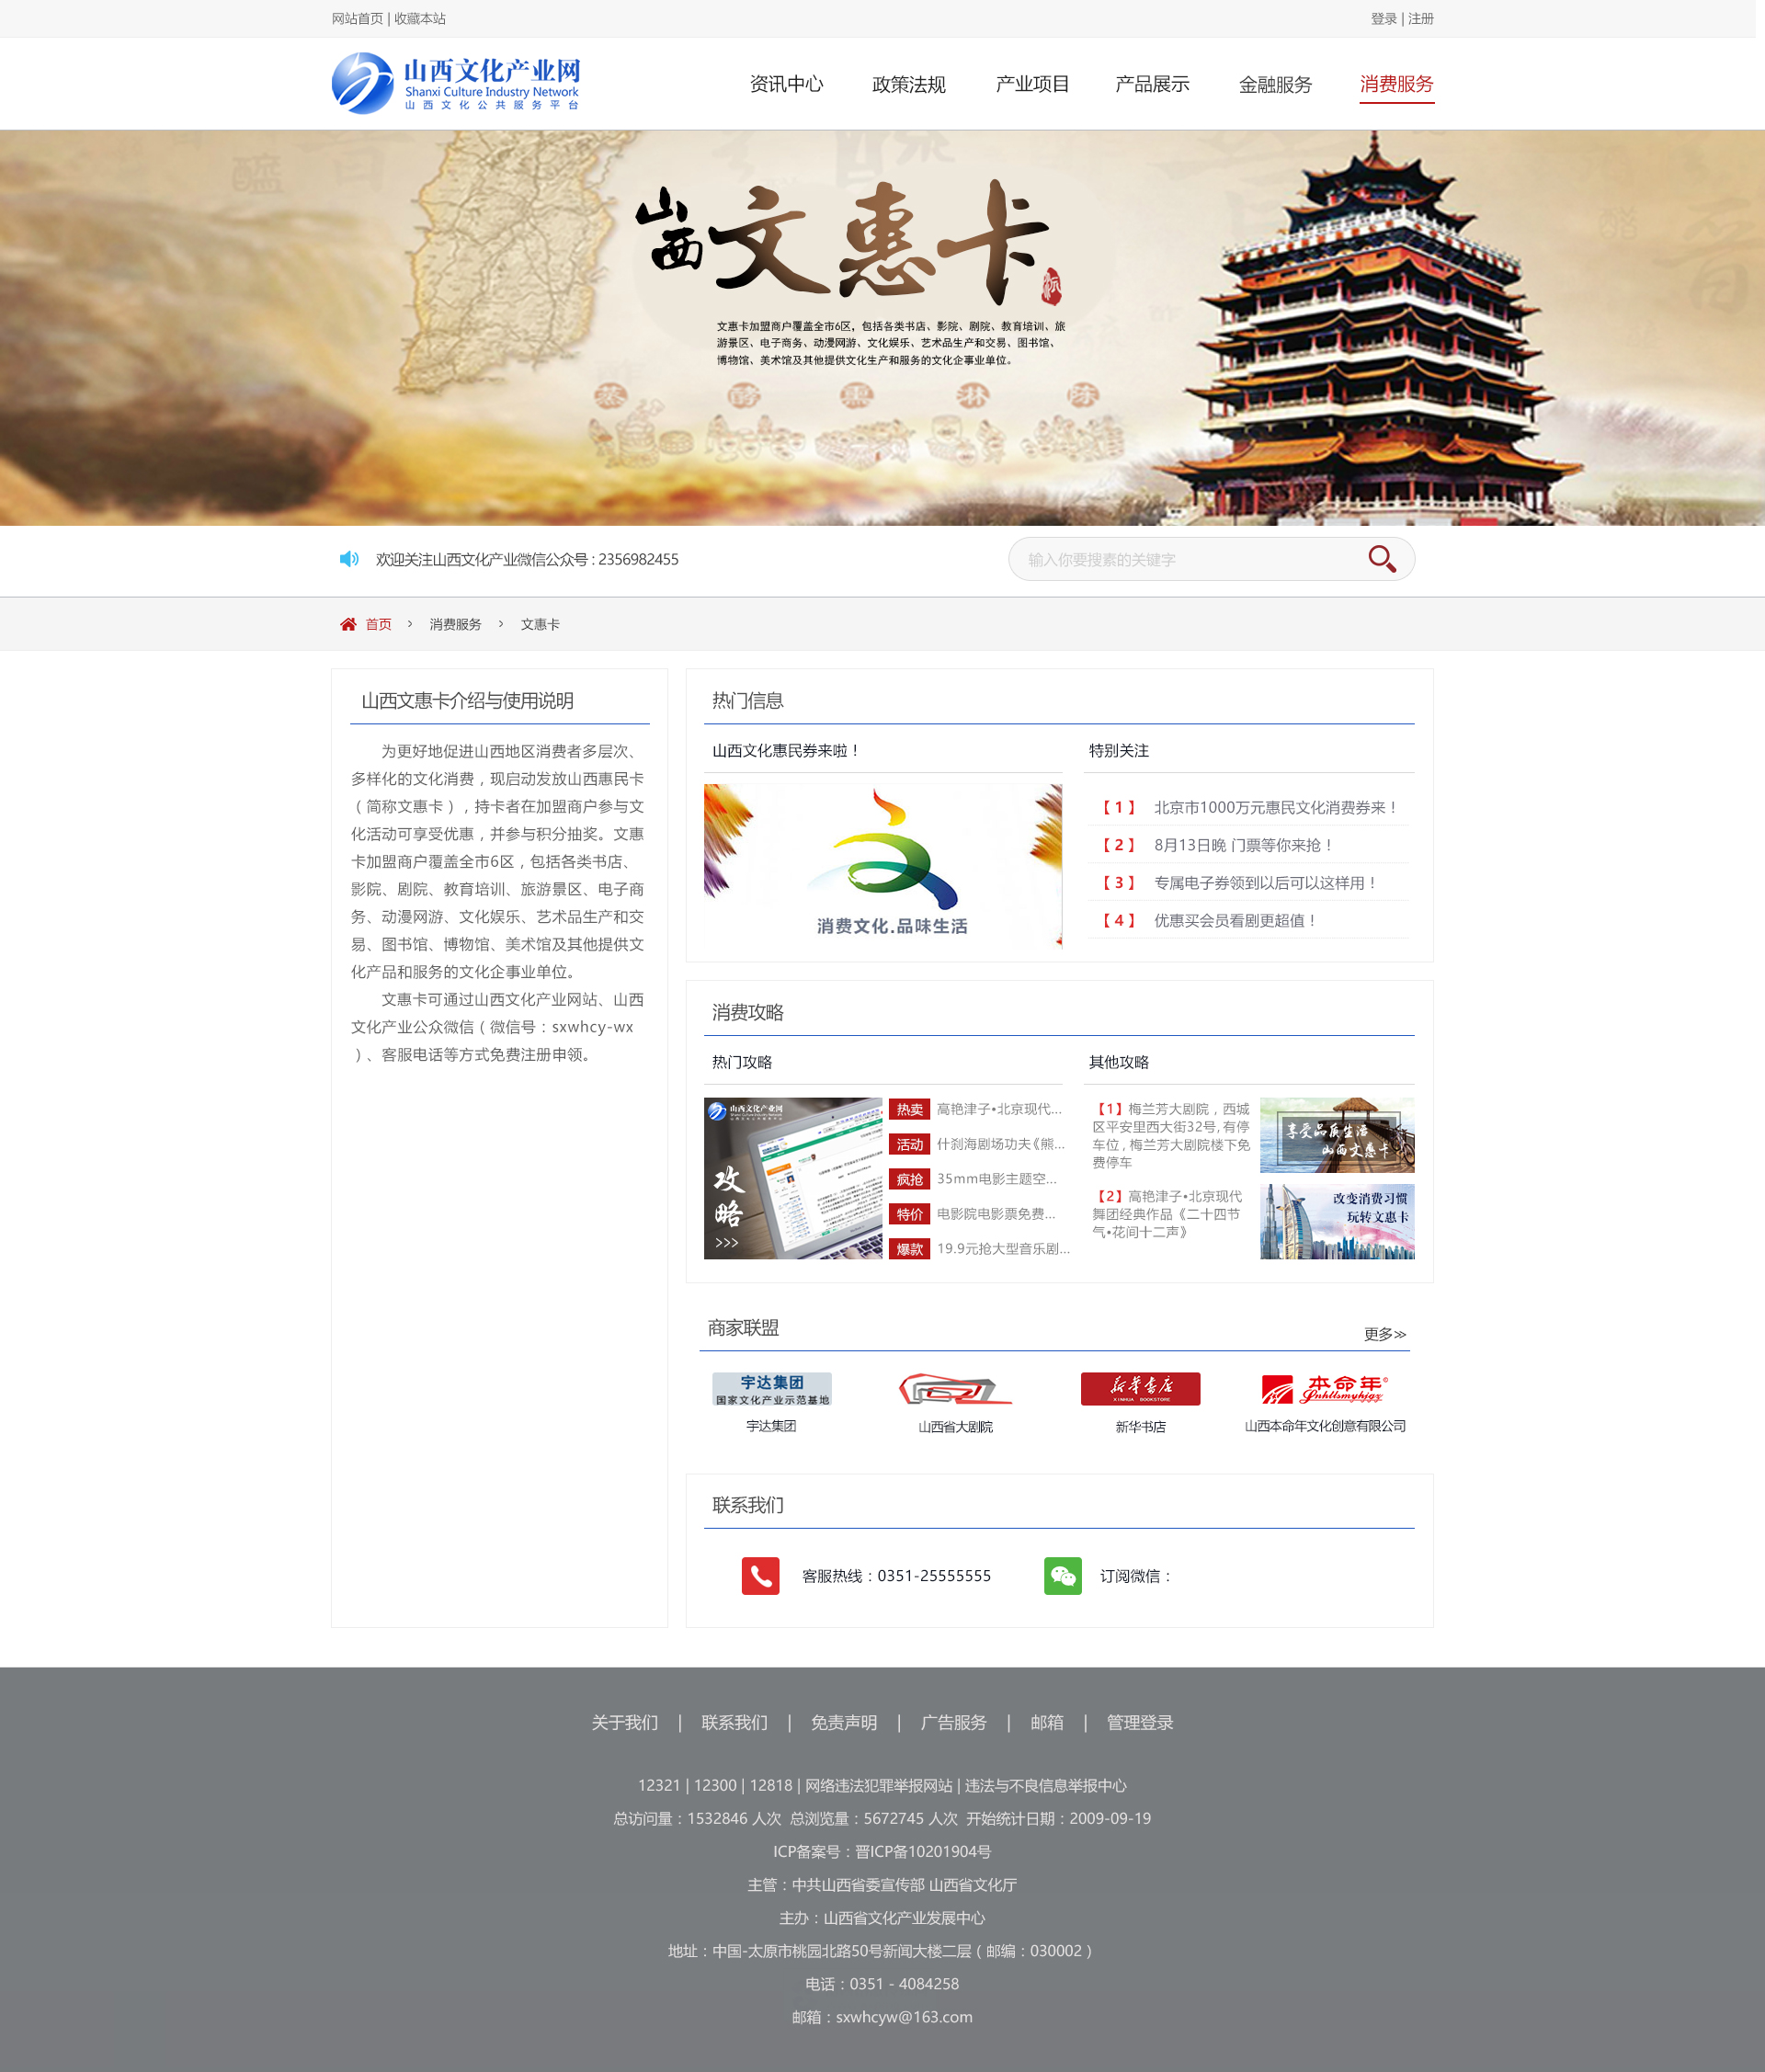 网站首页 | 收藏本站
登录 | 注册
山西文化产业网
Shanxi Culture Industry Network
山西文化公共服务平台
资讯中心 政策法规 产业项目 产品展示 金融服务 消费服务
山西文惠卡
文惠卡加盟商户覆盖全市6区，包括各类书店、影院、剧院、教育培训、旅
游景区、电子商务、动漫网游、文化娱乐、艺术品生产和交易、图书馆、
博物馆、美术馆及其他提供文化生产和服务的文化企事业单位。
欢迎关注山西文化产业微信公众号 : 2356982455
输入你要搜素的关键字
首页 › 消费服务 › 文惠卡
山西文惠卡介绍与使用说明
为更好地促进山西地区消费者多层次、
多样化的文化消费，现启动发放山西惠民卡
（简称文惠卡），持卡者在加盟商户参与文
化活动可享受优惠，并参与积分抽奖。文惠
卡加盟商户覆盖全市6区，包括各类书店、
影院、剧院、教育培训、旅游景区、电子商
务、动漫网游、文化娱乐、艺术品生产和交
易、图书馆、博物馆、美术馆及其他提供文
化产品和服务的文化企事业单位。
文惠卡可通过山西文化产业网站、山西
文化产业公众微信（微信号：sxwhcy-wx
）、客服电话等方式免费注册申领。
热门信息
山西文化惠民券来啦！
消费文化.品味生活
特别关注
【 1 】 北京市1000万元惠民文化消费券来！
【 2 】 8月13日晚 门票等你来抢！
【 3 】 专属电子券领到以后可以这样用！
【 4 】 优惠买会员看剧更超值！
消费攻略
热门攻略
山西文化产业网
攻略
>>>
热卖 高艳津子•北京现代...
活动 什刹海剧场功夫《熊...
疯抢 35mm电影主题空...
特价 电影院电影票免费...
爆款 19.9元抢大型音乐剧...
其他攻略
【1】梅兰芳大剧院，西城
区平安里西大街32号, 有停
车位，梅兰芳大剧院楼下免
费停车
享受品质生活
山西文惠卡
【2】高艳津子•北京现代
舞团经典作品《二十四节
气•花间十二声》
改变消费习惯
玩转文惠卡
商家联盟
更多≫
宇达集团
国家文化产业示范基地
宇达集团
山西省大剧院
新华书店
XINHUA BOOKSTORE
新华书店
本命年®
山西本命年文化创意有限公司
联系我们
客服热线：0351-25555555
订阅微信：
关于我们 | 联系我们 | 免责声明 | 广告服务 | 邮箱 | 管理登录
12321 | 12300 | 12818 | 网络违法犯罪举报网站 | 违法与不良信息举报中心
总访问量：1532846 人次 总浏览量：5672745 人次 开始统计日期：2009-09-19
ICP备案号：晋ICP备10201904号
主管：中共山西省委宣传部 山西省文化厅
主办：山西省文化产业发展中心
地址：中国-太原市桃园北路50号新闻大楼二层（邮编：030002）
电话：0351 - 4084258
邮箱：sxwhcyw@163.com